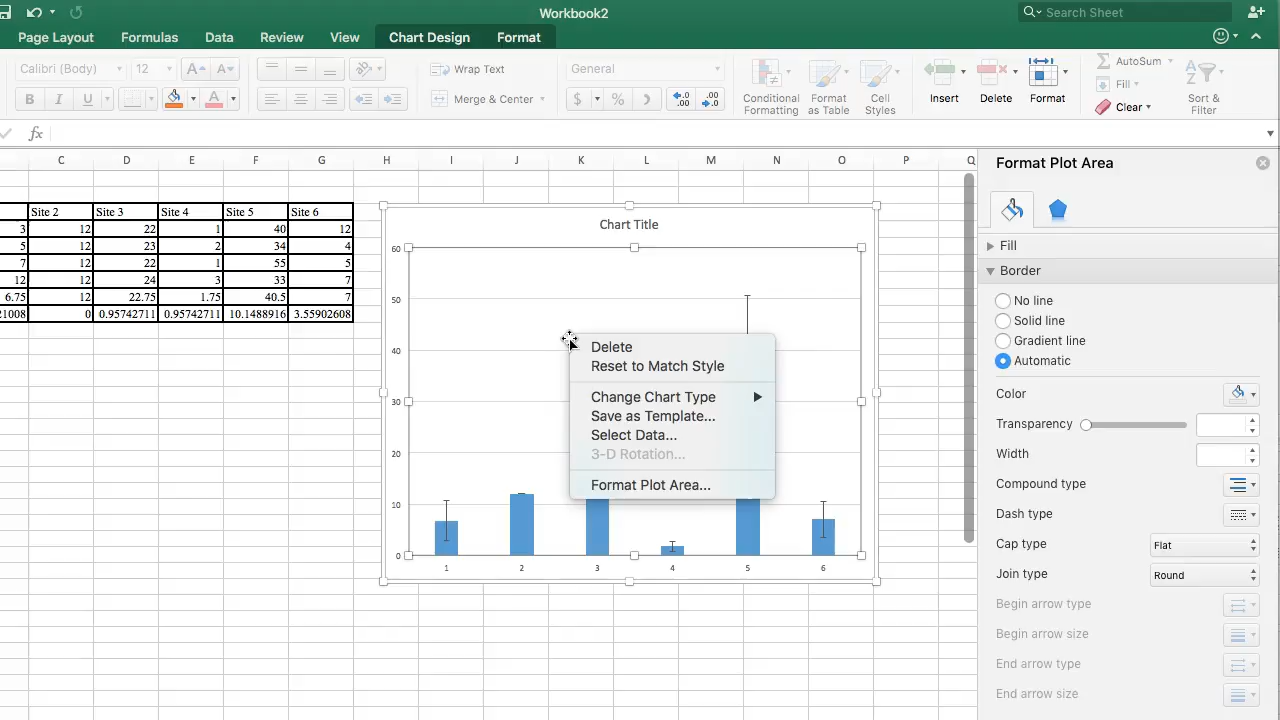 Workbook2
Search Sheet
Page Layout Formulas Data Review View Chart Design Format
Calibri (Body) 12 A A Wrap Text General AutoSum
Fill
B I U A Merge & Center $ % Conditional Formatting Format as Table Cell Styles Insert Delete Format Clear Sort & Filter
fx
C D E F G H I J K L M N O P Q
Site 2 Site 3 Site 4 Site 5 Site 6
3 12 22 1 40 12
5 12 23 2 34 4
7 12 22 1 55 5
12 12 24 3 33 7
6.75 12 22.75 1.75 40.5 7
21008 0 0.95742711 0.95742711 10.1488916 3.55902608
Chart Title
60
50
40
30
20
10
0
1 2 3 4 5 6
Delete
Reset to Match Style
Change Chart Type
Save as Template...
Select Data...
3-D Rotation...
Format Plot Area...
Format Plot Area
Fill
Border
No line
Solid line
Gradient line
Automatic
Color
Transparency
Width
Compound type
Dash type
Cap type Flat
Join type Round
Begin arrow type
Begin arrow size
End arrow type
End arrow size